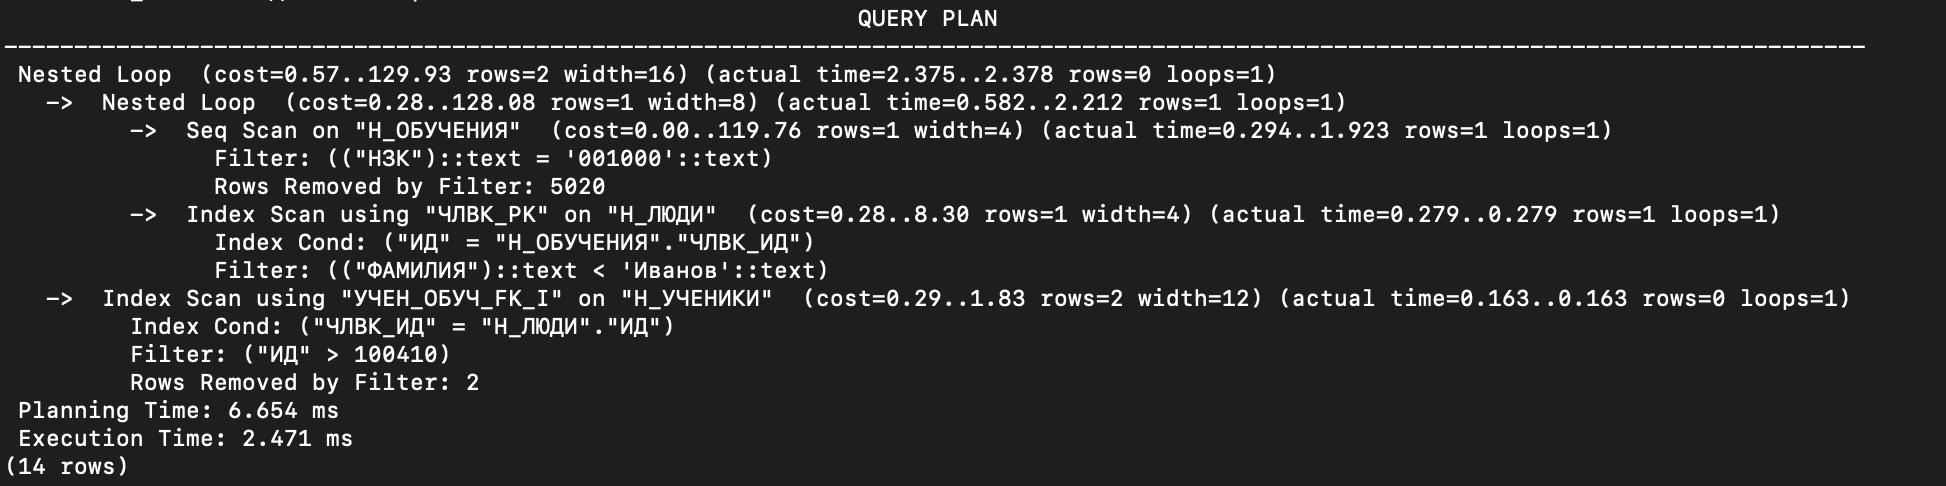 QUERY PLAN
----------------------------------------------------------------------------------------------------------------------------------------
Nested Loop  (cost=0.57..129.93 rows=2 width=16) (actual time=2.375..2.378 rows=0 loops=1)
  ->  Nested Loop  (cost=0.28..128.08 rows=1 width=8) (actual time=0.582..2.212 rows=1 loops=1)
        ->  Seq Scan on "Н_ОБУЧЕНИЯ"  (cost=0.00..119.76 rows=1 width=4) (actual time=0.294..1.923 rows=1 loops=1)
              Filter: (("НЗК")::text = '001000'::text)
              Rows Removed by Filter: 5020
        ->  Index Scan using "ЧЛВК_PK" on "Н_ЛЮДИ"  (cost=0.28..8.30 rows=1 width=4) (actual time=0.279..0.279 rows=1 loops=1)
              Index Cond: ("ИД" = "Н_ОБУЧЕНИЯ"."ЧЛВК_ИД")
              Filter: (("ФАМИЛИЯ")::text < 'Иванов'::text)
  ->  Index Scan using "УЧЕН_ОБУЧ_FK_I" on "Н_УЧЕНИКИ"  (cost=0.29..1.83 rows=2 width=12) (actual time=0.163..0.163 rows=0 loops=1)
        Index Cond: ("ЧЛВК_ИД" = "Н_ЛЮДИ"."ИД")
        Filter: ("ИД" > 100410)
        Rows Removed by Filter: 2
Planning Time: 6.654 ms
Execution Time: 2.471 ms
(14 rows)